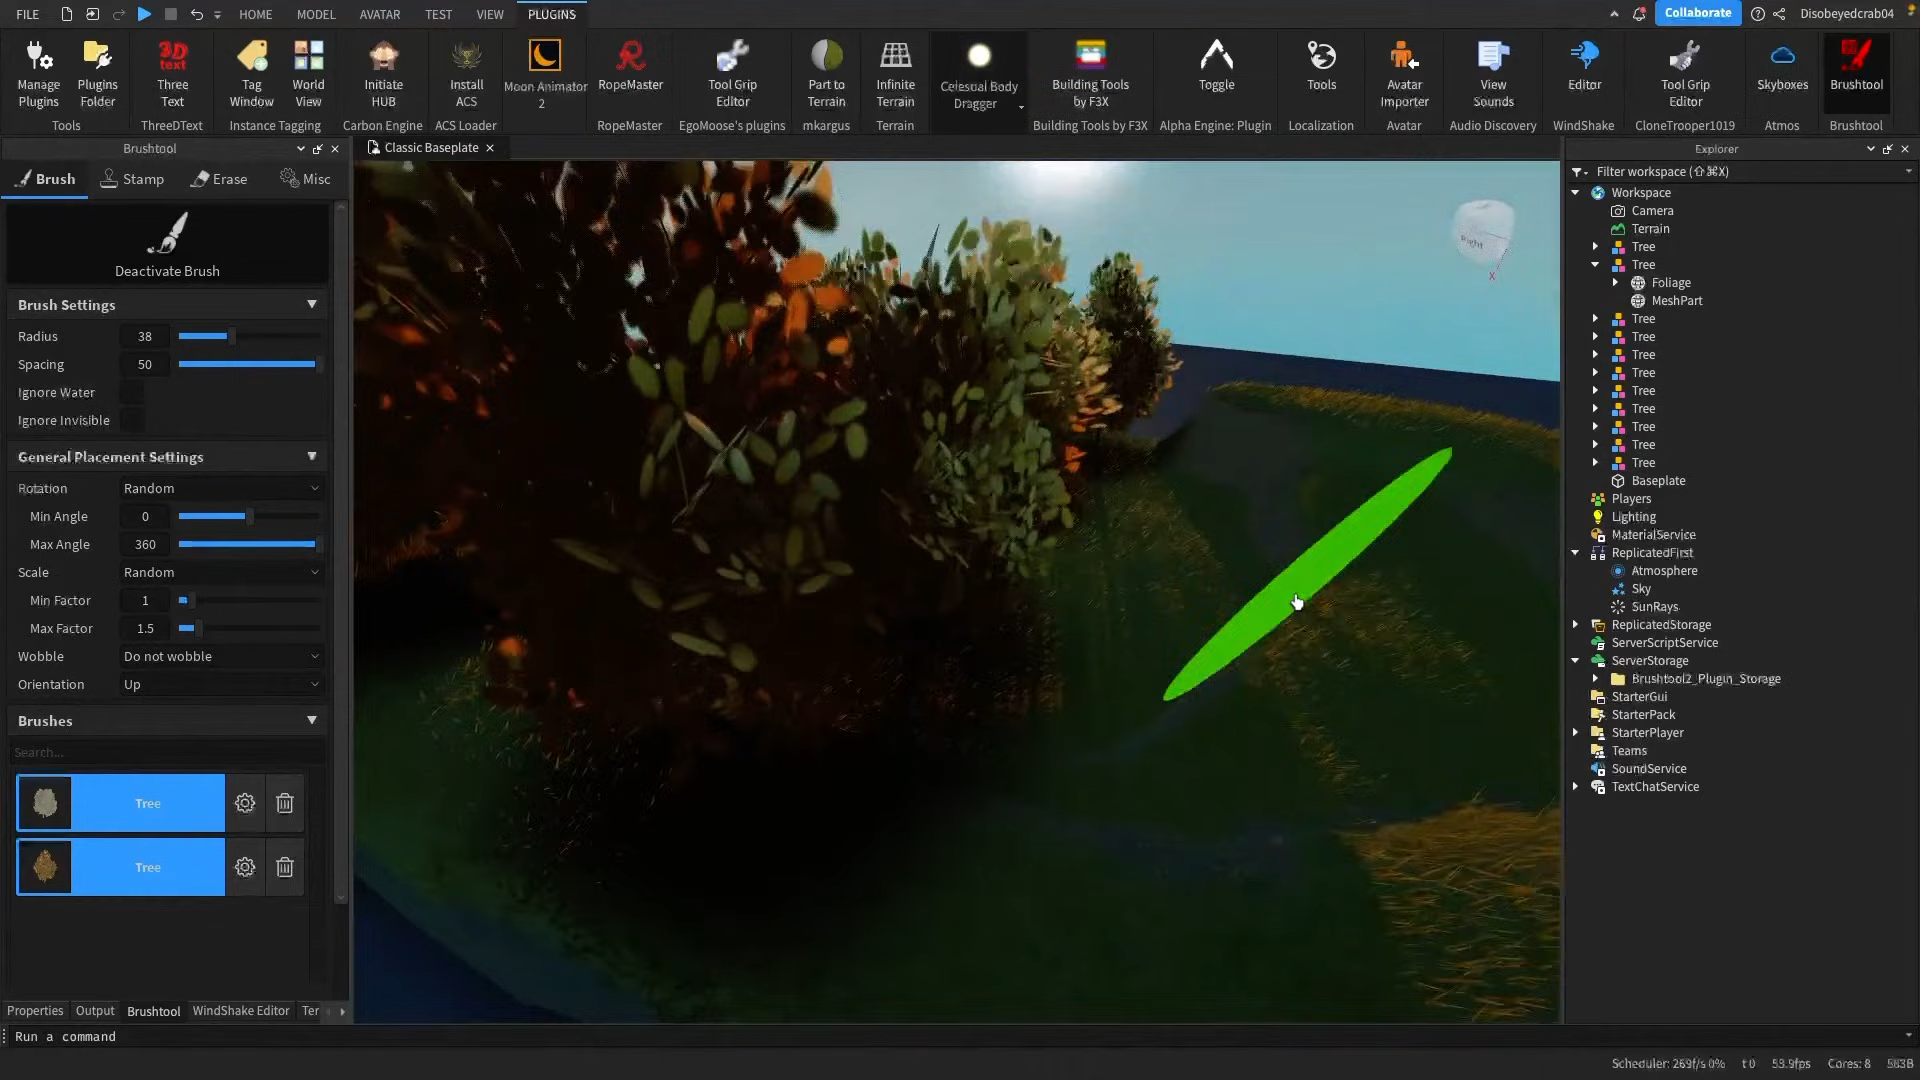 FILE HOME MODEL AVATAR TEST VIEW PLUGINS Collaborate Disobeyedcrab04
Manage Plugins
Plugins Folder
Three Text
Tag Window
World View
Initiate HUB
Install ACS
Moon Animator 2
RopeMaster
Tool Grip Editor
Part to Terrain
Infinite Terrain
Celestial Body Dragger
Building Tools by F3X
Toggle
Tools
Avatar Importer
View Sounds
Editor
Tool Grip Editor
Skyboxes
Brushtool
Tools ThreeDText Instance Tagging Carbon Engine ACS Loader RopeMaster EgoMoose's plugins mkargus Terrain Building Tools by F3X Alpha Engine: Plugin Localization Avatar Audio Discovery WindShake CloneTrooper1019 Atmos Brushtool
Brushtool
Brush Stamp Erase Misc
Deactivate Brush
Brush Settings
Radius 38
Spacing 50
Ignore Water
Ignore Invisible
General Placement Settings
Rotation Random
Min Angle 0
Max Angle 360
Scale Random
Min Factor 1
Max Factor 1.5
Wobble Do not wobble
Orientation Up
Brushes
Search...
Tree
Tree
Properties Output Brushtool WindShake Editor Ter
Run a command
Classic Baseplate
Right
X
Explorer
Filter workspace (⇧⌘X)
Workspace
Camera
Terrain
Tree
Tree
Foliage
MeshPart
Tree
Tree
Tree
Tree
Tree
Tree
Tree
Tree
Tree
Baseplate
Players
Lighting
MaterialService
ReplicatedFirst
Atmosphere
Sky
SunRays
ReplicatedStorage
ServerScriptService
ServerStorage
Brushtool2_Plugin_Storage
StarterGui
StarterPack
StarterPlayer
Teams
SoundService
TextChatService
Cores: 8